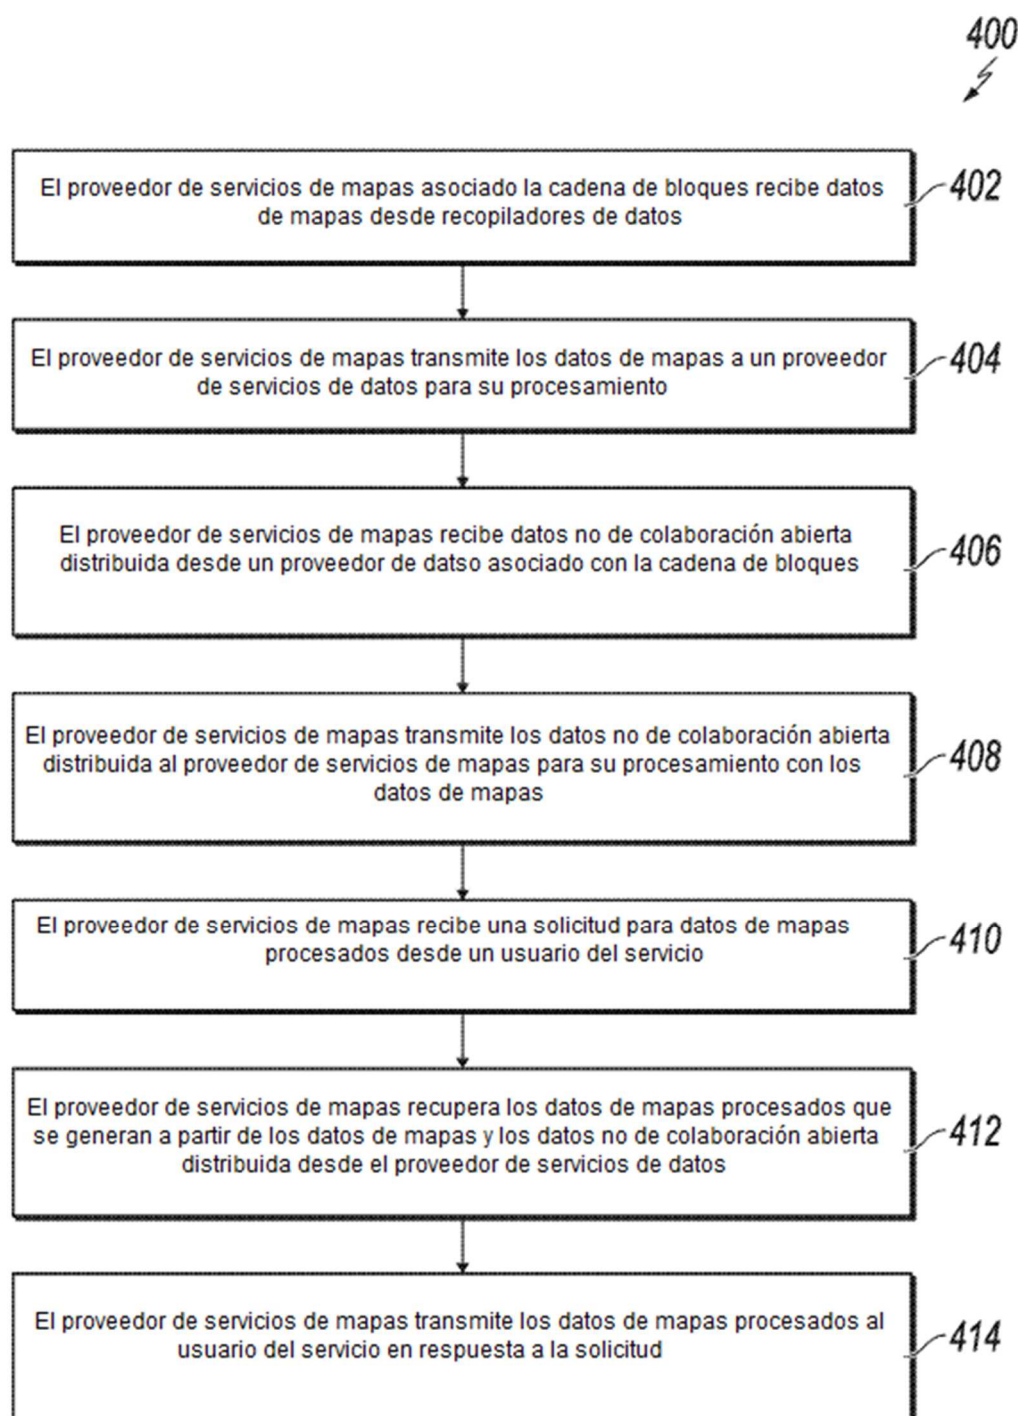 400
El proveedor de servicios de mapas asociado la cadena de bloques recibe datos
de mapas desde recopiladores de datos
402
El proveedor de servicios de mapas transmite los datos de mapas a un proveedor
de servicios de datos para su procesamiento
404
El proveedor de servicios de mapas recibe datos no de colaboración abierta
distribuida desde un proveedor de datso asociado con la cadena de bloques
406
El proveedor de servicios de mapas transmite los datos no de colaboración abierta
distribuida al proveedor de servicios de mapas para su procesamiento con los
datos de mapas
408
El proveedor de servicios de mapas recibe una solicitud para datos de mapas
procesados desde un usuario del servicio
410
El proveedor de servicios de mapas recupera los datos de mapas procesados que
se generan a partir de los datos de mapas y los datos no de colaboración abierta
distribuida desde el proveedor de servicios de datos
412
El proveedor de servicios de mapas transmite los datos de mapas procesados al
usuario del servicio en respuesta a la solicitud
414